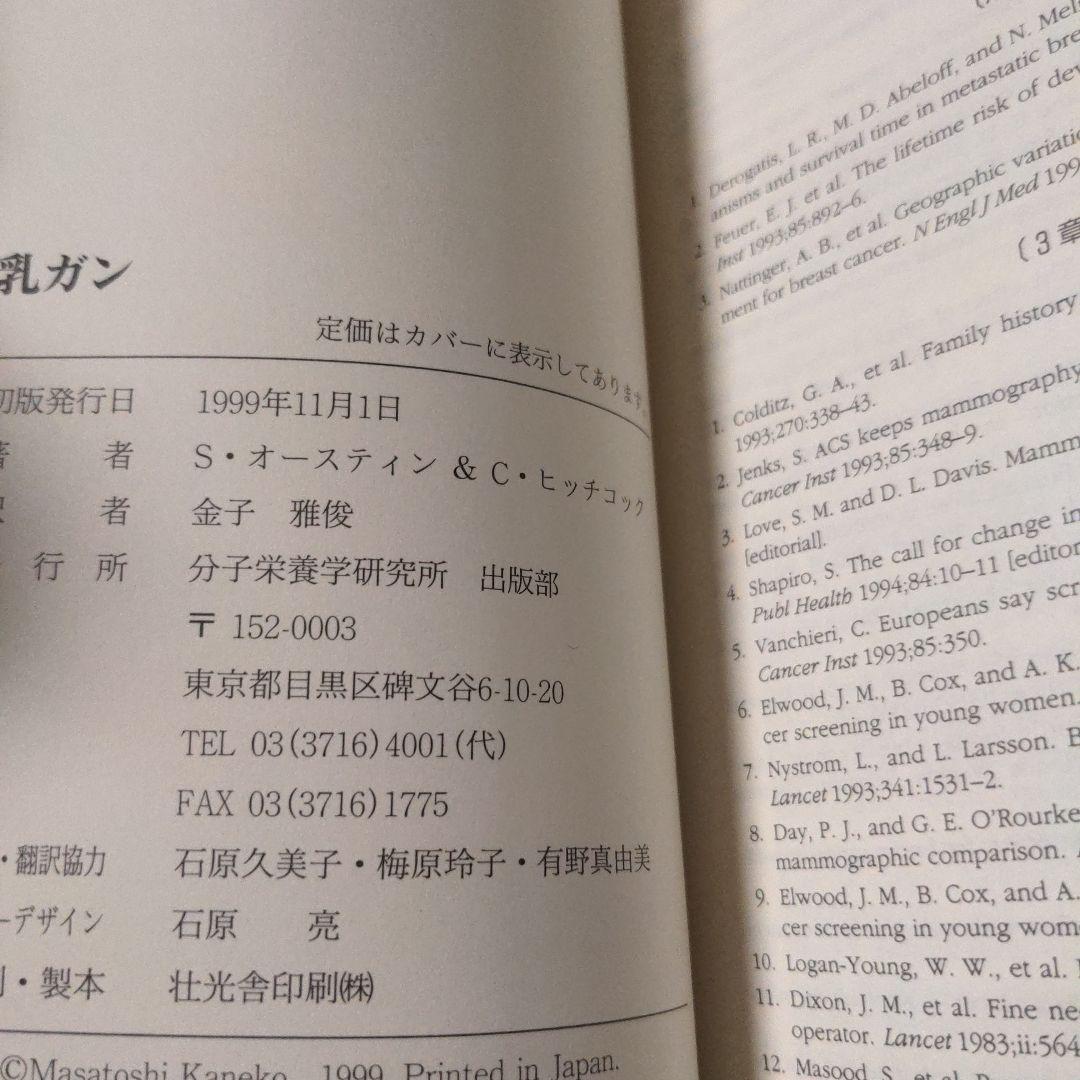 乳ガン
定価はカバーに表示してあります。
初版発行日 1999年11月1日
著 者 S・オースティン & C・ヒッチコック
訳 者 金子 雅俊
発 行 所 分子栄養学研究所 出版部
〒 152-0003
東京都目黒区碑文谷6-10-20
TEL 03(3716)4001(代)
FAX 03(3716)1775
・翻訳協力 石原久美子・梅原玲子・有野真由美
ーデザイン 石原 亮
刷・製本 壮光舎印刷㈱
©Masatoshi Kaneko 1999 Printed in Japan.
1. Derogatis, L. R., M. D. Abeloff, and N. Mel
anisms and survival time in metastatic bre
2. Feuer, E. J. et al. The lifetime risk of dev
Inst 1993;85:892–6.
3. Nattinger, A. B., et al. Geographic variatio
ment for breast cancer. N Engl J Med 199
(3章
1. Colditz, G. A., et al. Family history
1993;270:338–43.
2. Jenks, S. ACS keeps mammography
Cancer Inst 1993;85:348–9.
3. Love, S. M. and D. L. Davis. Mamm
[editorial].
4. Shapiro, S. The call for change in
Publ Health 1994;84:10–11 [editor
5. Vanchieri, C. Europeans say scr
Cancer Inst 1993;85:350.
6. Elwood, J. M., B. Cox, and A. K.
cer screening in young women.
7. Nystrom, L., and L. Larsson. B
Lancet 1993;341:1531–2.
8. Day, P. J., and G. E. O'Rourke
mammographic comparison.
9. Elwood, J. M., B. Cox, and A.
cer screening in young wom
10. Logan-Young, W. W., et al.
11. Dixon, J. M., et al. Fine ne
operator. Lancet 1983;ii:564
12. Masood, S., et al.